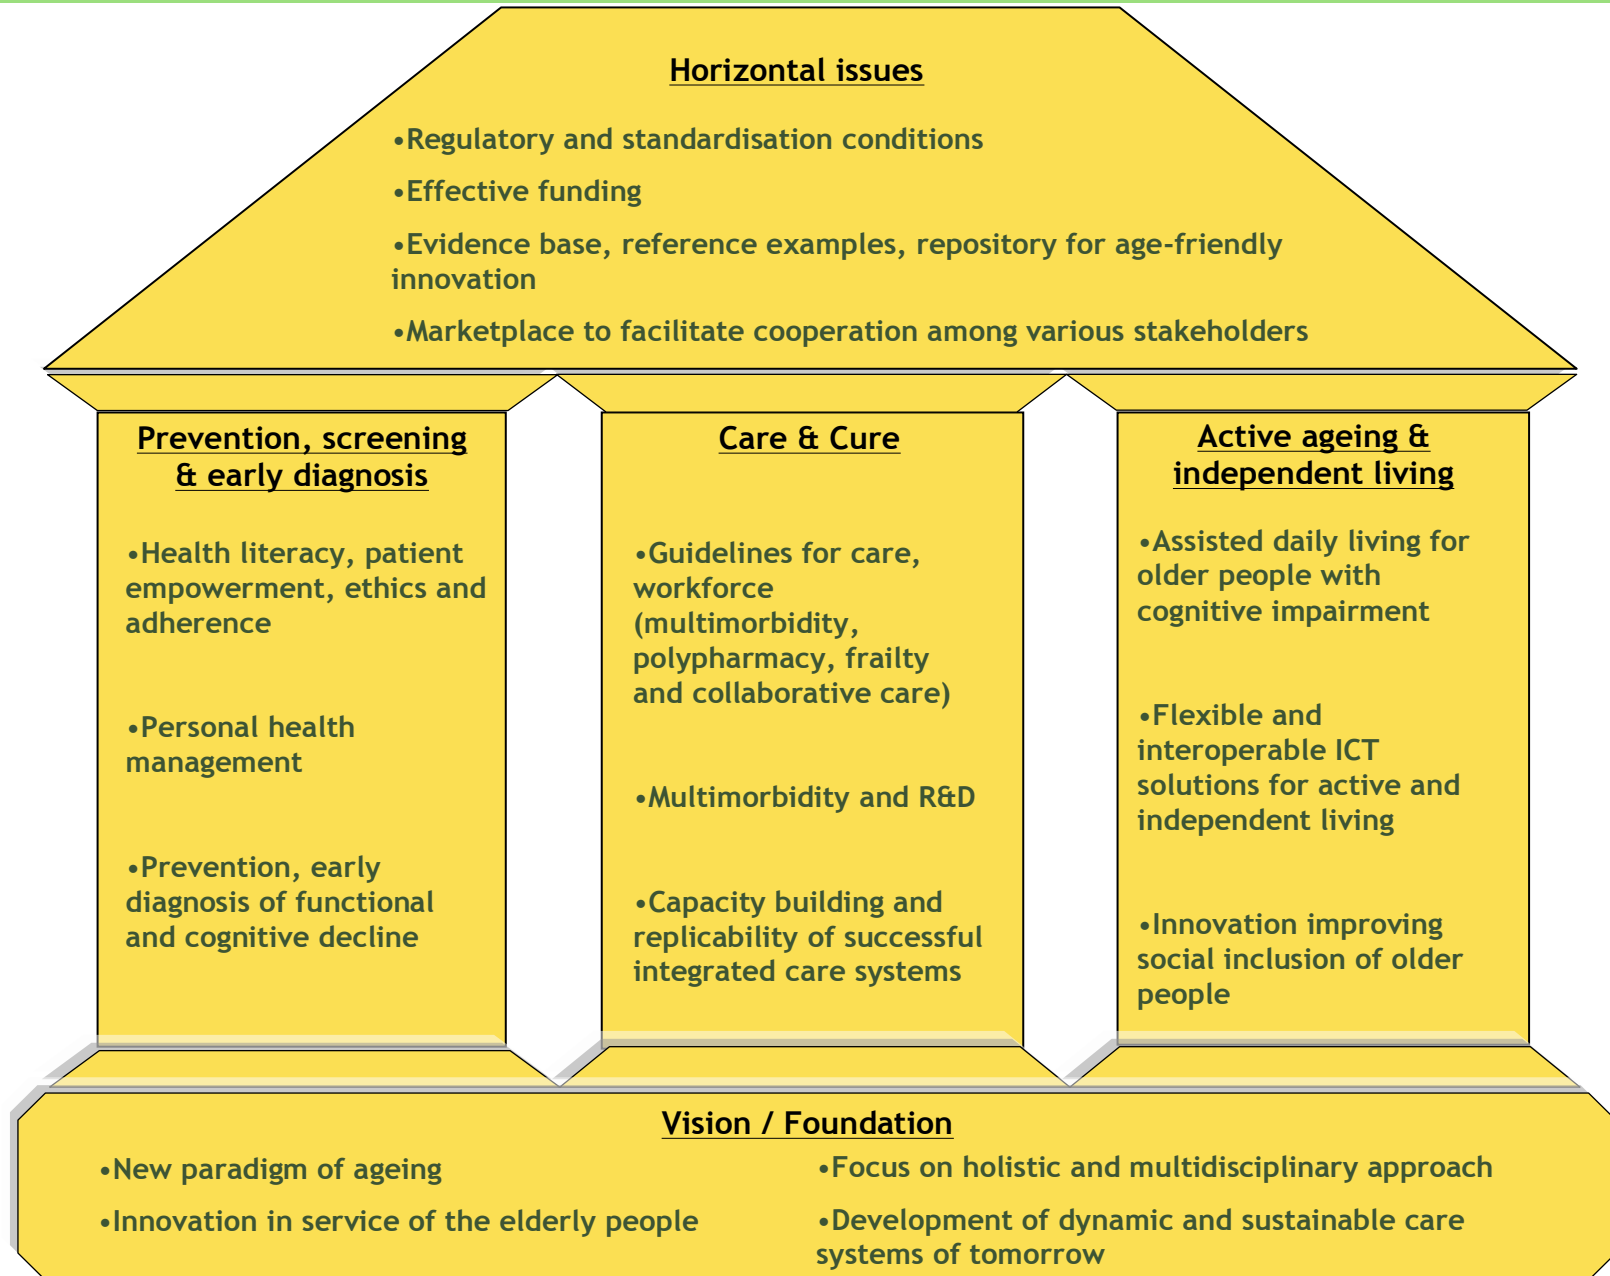 Horizontal issues
•Regulatory and standardisation conditions
•Effective funding
•Evidence base, reference examples, repository for age-friendly
innovation
•Marketplace to facilitate cooperation among various stakeholders
Prevention, screening
& early diagnosis
•Health literacy, patient
empowerment, ethics and
adherence
•Personal health
management
•Prevention, early
diagnosis of functional
and cognitive decline
Care & Cure
•Guidelines for care,
workforce
(multimorbidity,
polypharmacy, frailty
and collaborative care)
•Multimorbidity and R&D
•Capacity building and
replicability of successful
integrated care systems
Active ageing &
independent living
•Assisted daily living for
older people with
cognitive impairment
•Flexible and
interoperable ICT
solutions for active and
independent living
•Innovation improving
social inclusion of older
people
Vision / Foundation
•New paradigm of ageing
•Innovation in service of the elderly people
•Focus on holistic and multidisciplinary approach
•Development of dynamic and sustainable care
systems of tomorrow